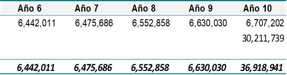 Año 6 Año 7 Año 8 Año 9 Año 10
6,442,011 6,475,686 6,552,858 6,630,030 6,707,202
30,211,739
6,442,011 6,475,686 6,552,858 6,630,030 36,918,941